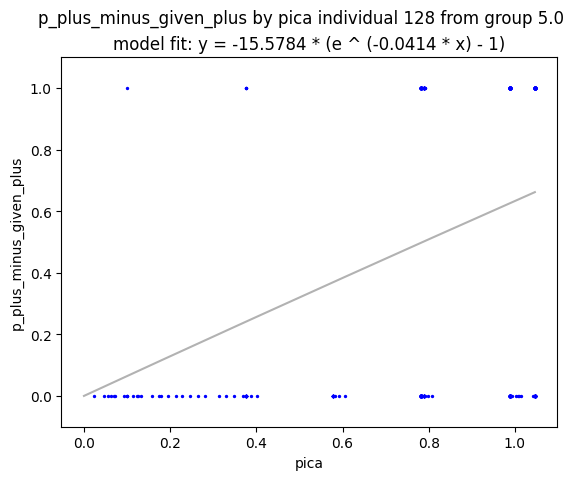 p_plus_minus_given_plus by pica individual 128 from group 5.0
model fit: y = -15.5784 * (e ^ (-0.0414 * x) - 1)
p_plus_minus_given_plus
1.0
0.8
0.6
0.4
0.2
0.0
0.0 0.2 0.4 0.6 0.8 1.0
pica